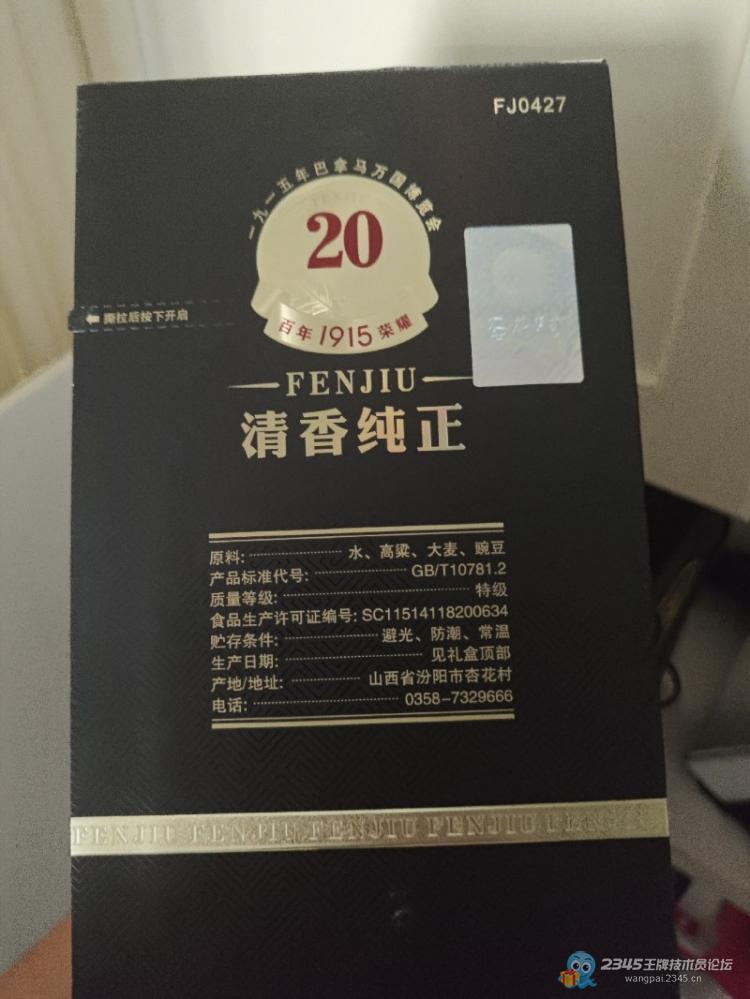 FJ0427
一九一五年巴拿马万国博览会
20
百年1915荣耀
撕拉后按下开启
FENJIU
清香纯正
原料: 水、高粱、大麦、豌豆
产品标准代号: GB/T10781.2
质量等级: 特级
食品生产许可证编号: SC11514118200634
贮存条件: 避光、防潮、常温
生产日期: 见礼盒顶部
产地/地址: 山西省汾阳市杏花村
电话: 0358-7329666
FENJIU FENJIU FENJIU FENJIU FENJIU
2345王牌技术员论坛
wangpai.2345.cn